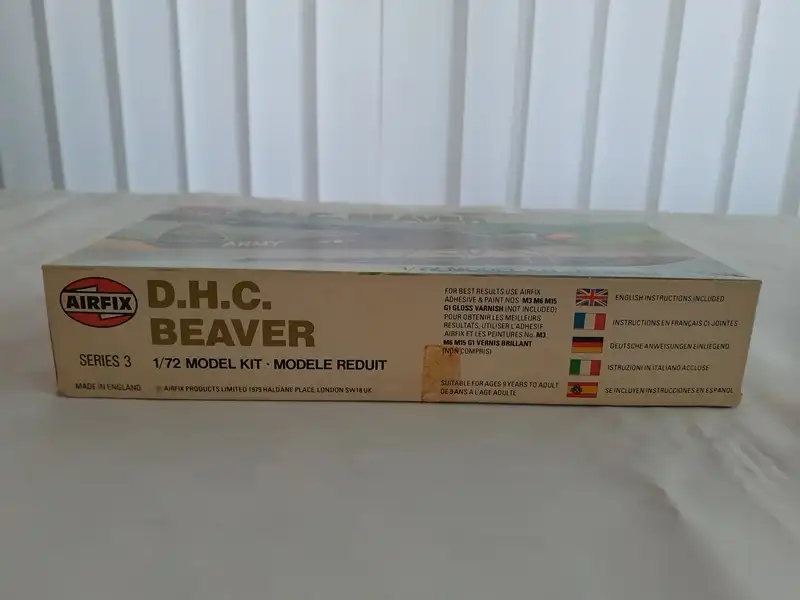 D.H.C. BEAVER
ARMY
AIRFIX
D.H.C.
BEAVER
SERIES 3
1/72 MODEL KIT · MODELE REDUIT
MADE IN ENGLAND
© AIRFIX PRODUCTS LIMITED 1979 HALDANE PLACE, LONDON SW18 UK
FOR BEST RESULTS USE AIRFIX
ADHESIVE & PAINT NOS. M3 M6 M15
G1 GLOSS VARNISH (NOT INCLUDED)
POUR OBTENIR LES MEILLEURS
RESULTATS, UTILISER L'ADHESIF
AIRFIX ET LES PEINTURES No. M3
M6 M15 G1 VERNIS BRILLANT
(NON COMPRIS)
SUITABLE FOR AGES 9 YEARS TO ADULT
DE 9 ANS A L'AGE ADULTE
ENGLISH INSTRUCTIONS INCLUDED
INSTRUCTIONS EN FRANÇAIS CI-JOINTES
DEUTSCHE ANWEISUNGEN EINLIEGEND
ISTRUZIONI IN ITALIANO ACCLUSE
SE INCLUYEN INSTRUCCIONES EN ESPAÑOL